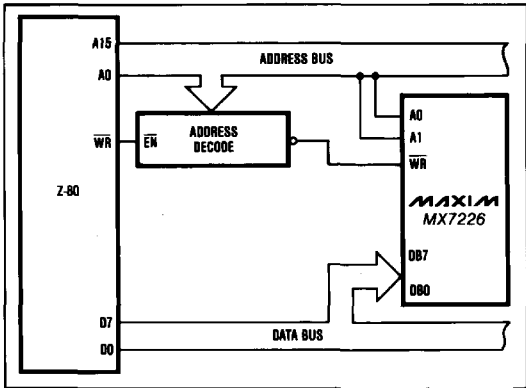 A15
ADDRESS BUS
A0
A0
ADDRESS
DECODE
A1
WR
EN
WR
Z-80
MAXIM
MX7226
DB7
DB0
D7
DATA BUS
D0